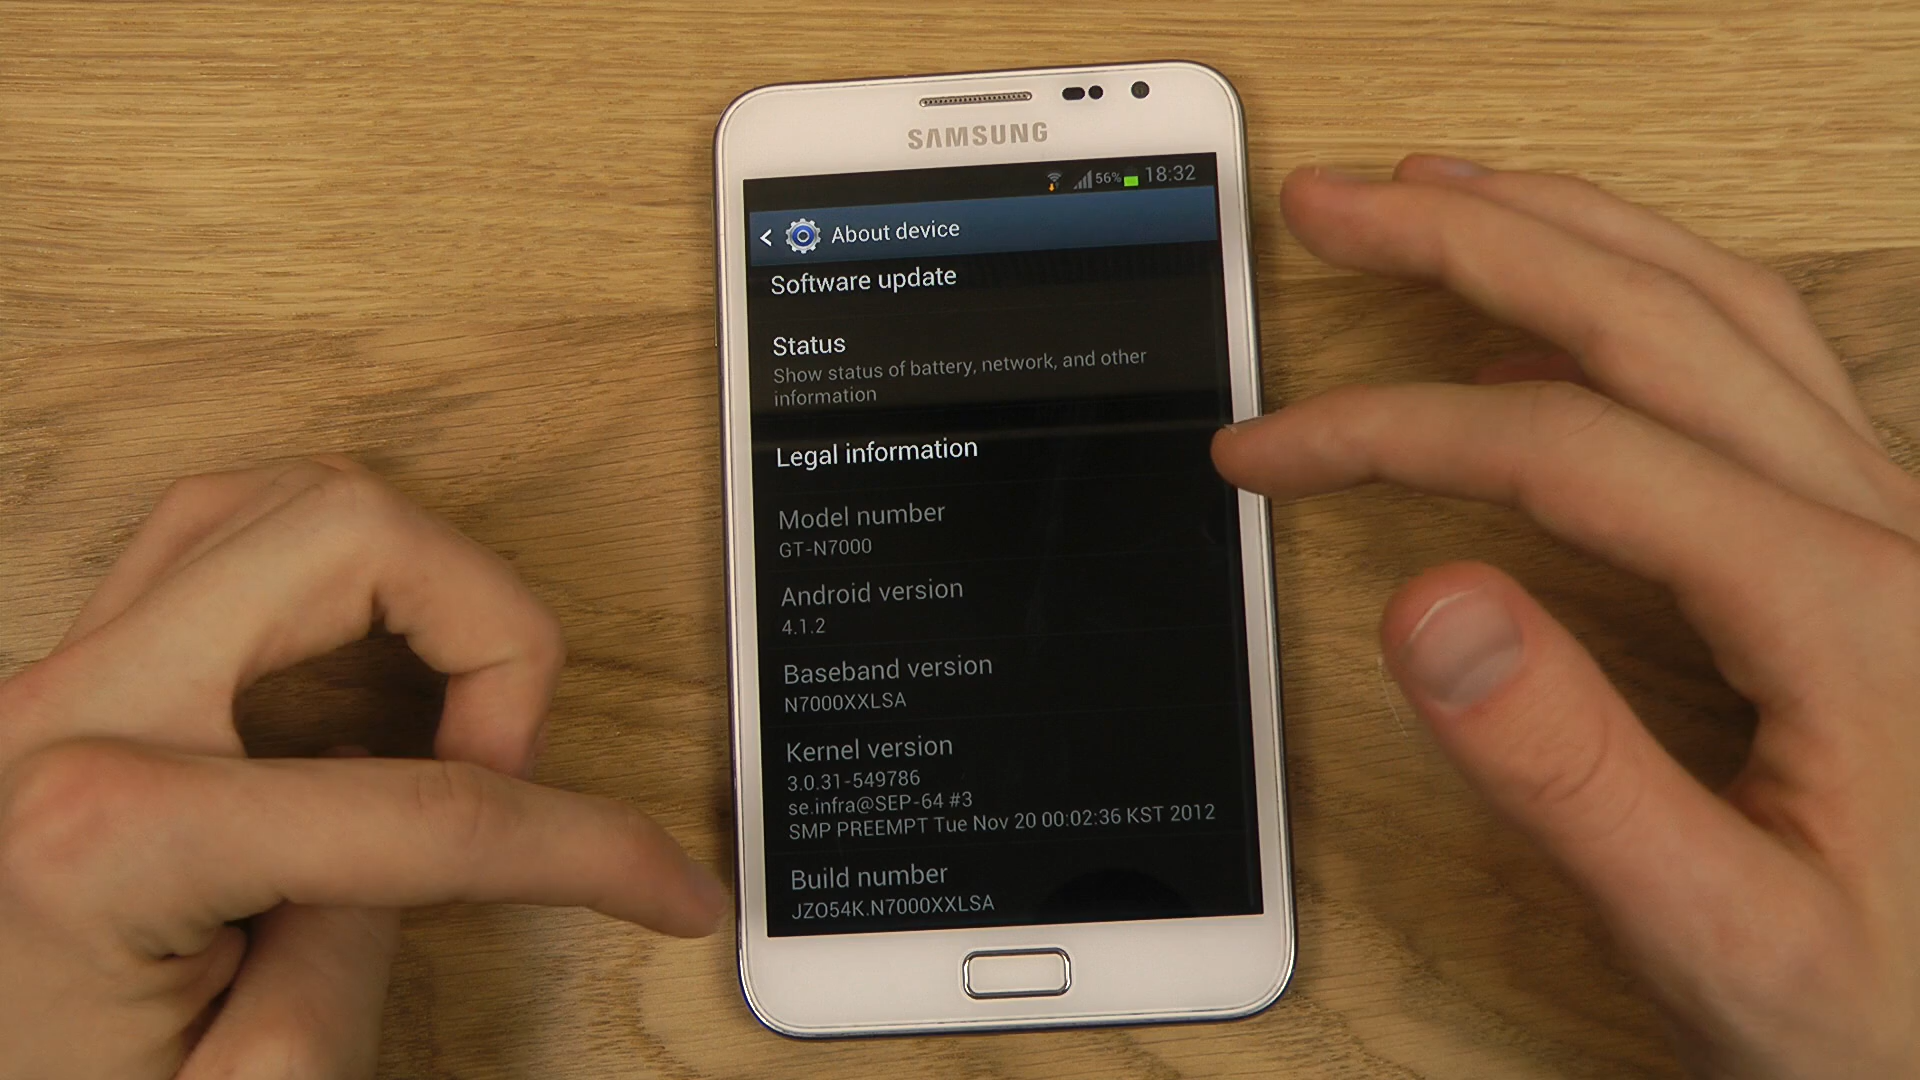 SAMSUNG
56% 18:32
About device
Software update
Status
Show status of battery, network, and other
information
Legal information
Model number
GT-N7000
Android version
4.1.2
Baseband version
N7000XXLSA
Kernel version
3.0.31-549786
se.infra@SEP-64 #3
SMP PREEMPT Tue Nov 20 00:02:36 KST 2012
Build number
JZO54K.N7000XXLSA